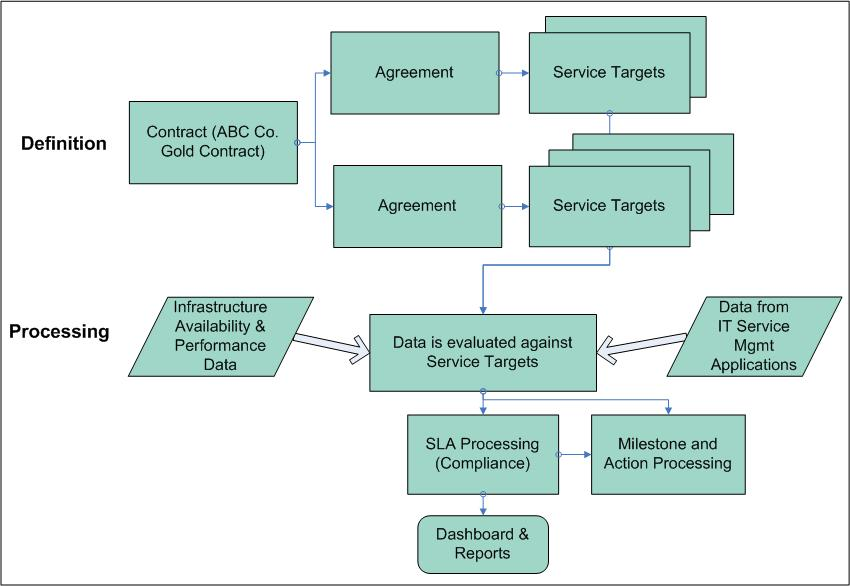 Agreement
Service Targets
Definition
Contract (ABC Co.
Gold Contract)
Agreement
Service Targets
Processing
Infrastructure
Availability &
Performance
Data
Data is evaluated against
Service Targets
Data from
IT Service
Mgmt
Applications
SLA Processing
(Compliance)
Milestone and
Action Processing
Dashboard &
Reports